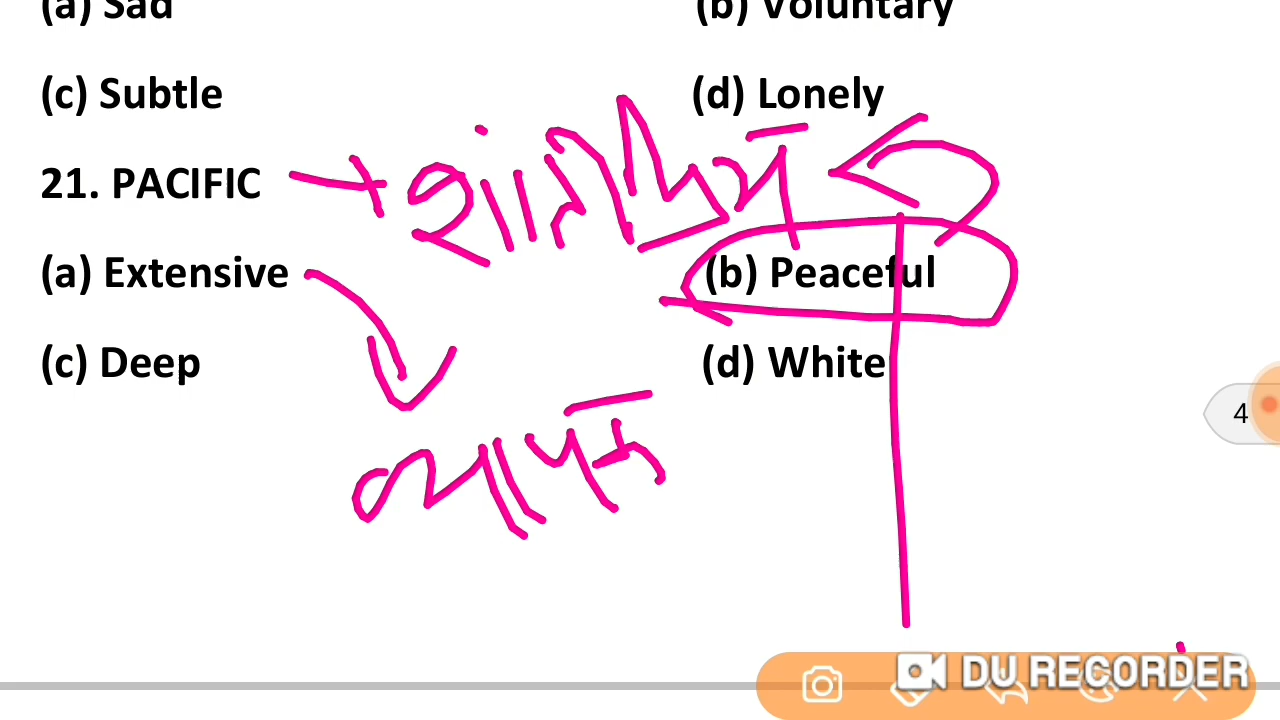 (a) Sad (b) Voluntary
(c) Subtle (d) Lonely
21. PACIFIC
(a) Extensive (b) Peaceful
(c) Deep (d) White
व्यापक
4
DU RECORDER